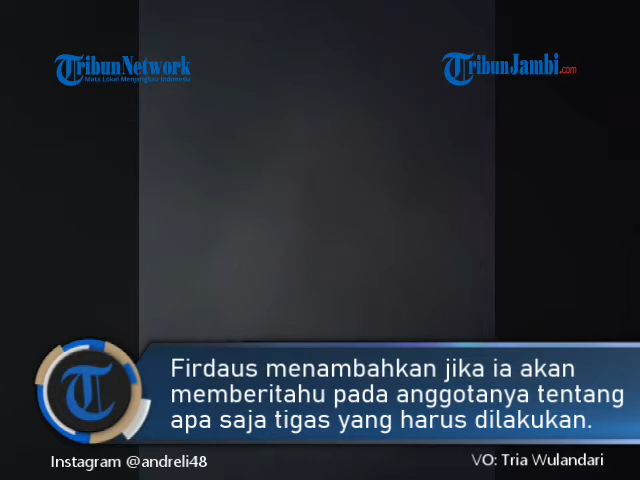 TribunNetwork
Mata Lokal Menjangkau Indonesia
TribunJambi.com
Firdaus menambahkan jika ia akan
memberitahu pada anggotanya tentang
apa saja tigas yang harus dilakukan.
Instagram @andreli48
VO: Tria Wulandari